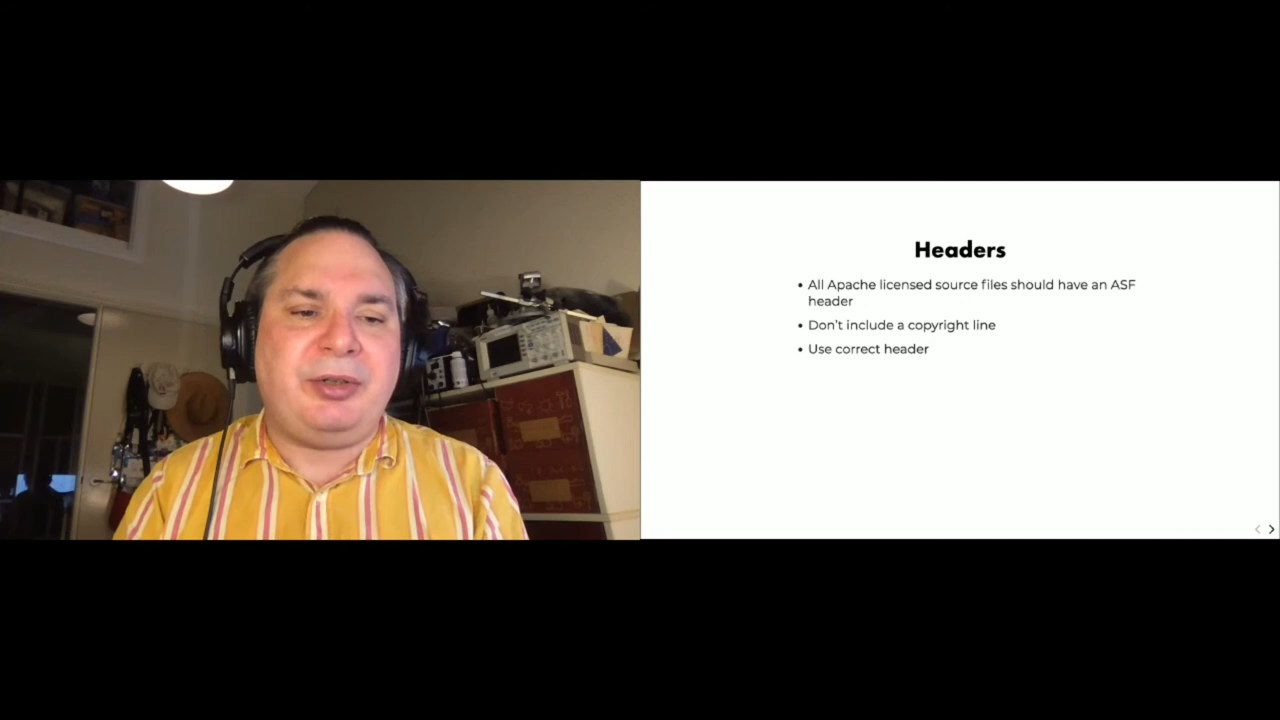 Headers
• All Apache licensed source files should have an ASF
header
• Don't include a copyright line
• Use correct header